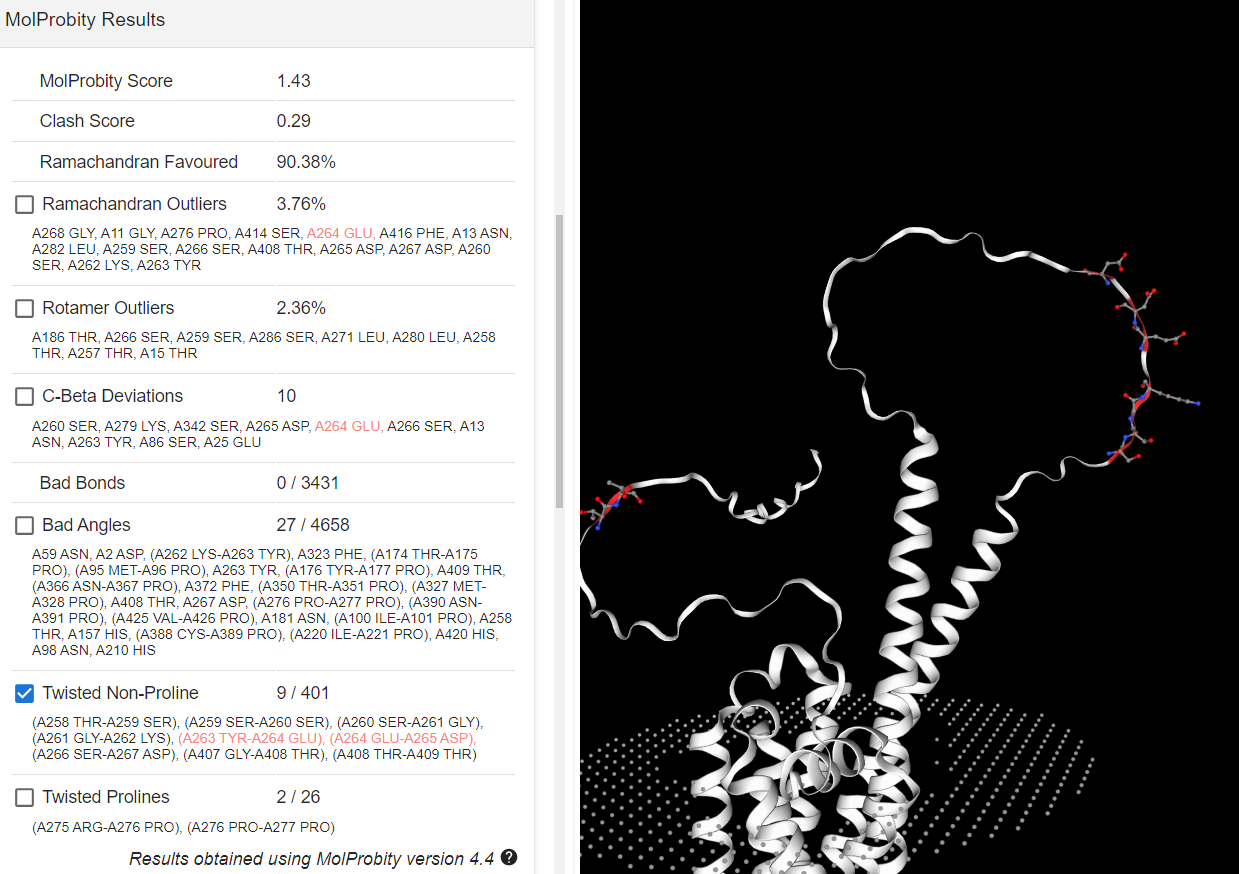 MolProbity Results
MolProbity Score 1.43
Clash Score 0.29
Ramachandran Favoured 90.38%
Ramachandran Outliers 3.76%
A268 GLY, A11 GLY, A276 PRO, A414 SER, A264 GLU, A416 PHE, A13 ASN,
A282 LEU, A259 SER, A266 SER, A408 THR, A265 ASP, A267 ASP, A260
SER, A262 LYS, A263 TYR
Rotamer Outliers 2.36%
A186 THR, A266 SER, A259 SER, A286 SER, A271 LEU, A280 LEU, A258
THR, A257 THR, A15 THR
C-Beta Deviations 10
A260 SER, A279 LYS, A342 SER, A265 ASP, A264 GLU, A266 SER, A13
ASN, A263 TYR, A86 SER, A25 GLU
Bad Bonds 0 / 3431
Bad Angles 27 / 4658
A59 ASN, A2 ASP, (A262 LYS-A263 TYR), A323 PHE, (A174 THR-A175
PRO), (A95 MET-A96 PRO), A263 TYR, (A176 TYR-A177 PRO), A409 THR,
(A366 ASN-A367 PRO), A372 PHE, (A350 THR-A351 PRO), (A327 MET-
A328 PRO), A408 THR, A267 ASP, (A276 PRO-A277 PRO), (A390 ASN-
A391 PRO), (A425 VAL-A426 PRO), A181 ASN, (A100 ILE-A101 PRO), A258
THR, A157 HIS, (A388 CYS-A389 PRO), (A220 ILE-A221 PRO), A420 HIS,
A98 ASN, A210 HIS
Twisted Non-Proline 9 / 401
(A258 THR-A259 SER), (A259 SER-A260 SER), (A260 SER-A261 GLY),
(A261 GLY-A262 LYS), (A263 TYR-A264 GLU), (A264 GLU-A265 ASP),
(A266 SER-A267 ASP), (A407 GLY-A408 THR), (A408 THR-A409 THR)
Twisted Prolines 2 / 26
(A275 ARG-A276 PRO), (A276 PRO-A277 PRO)
Results obtained using MolProbity version 4.4 ?